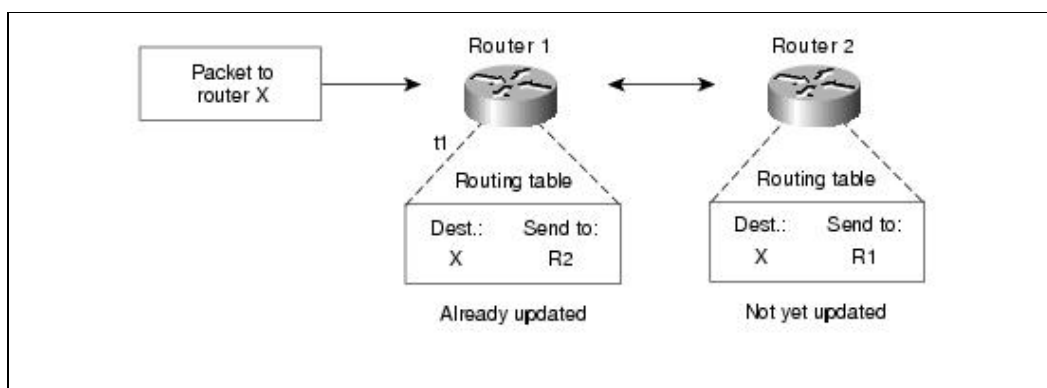 Router 1
Router 2
Packet to
router X
t1
Routing table
Routing table
Dest.: Send to:
X R2
Dest.: Send to:
X R1
Already updated
Not yet updated